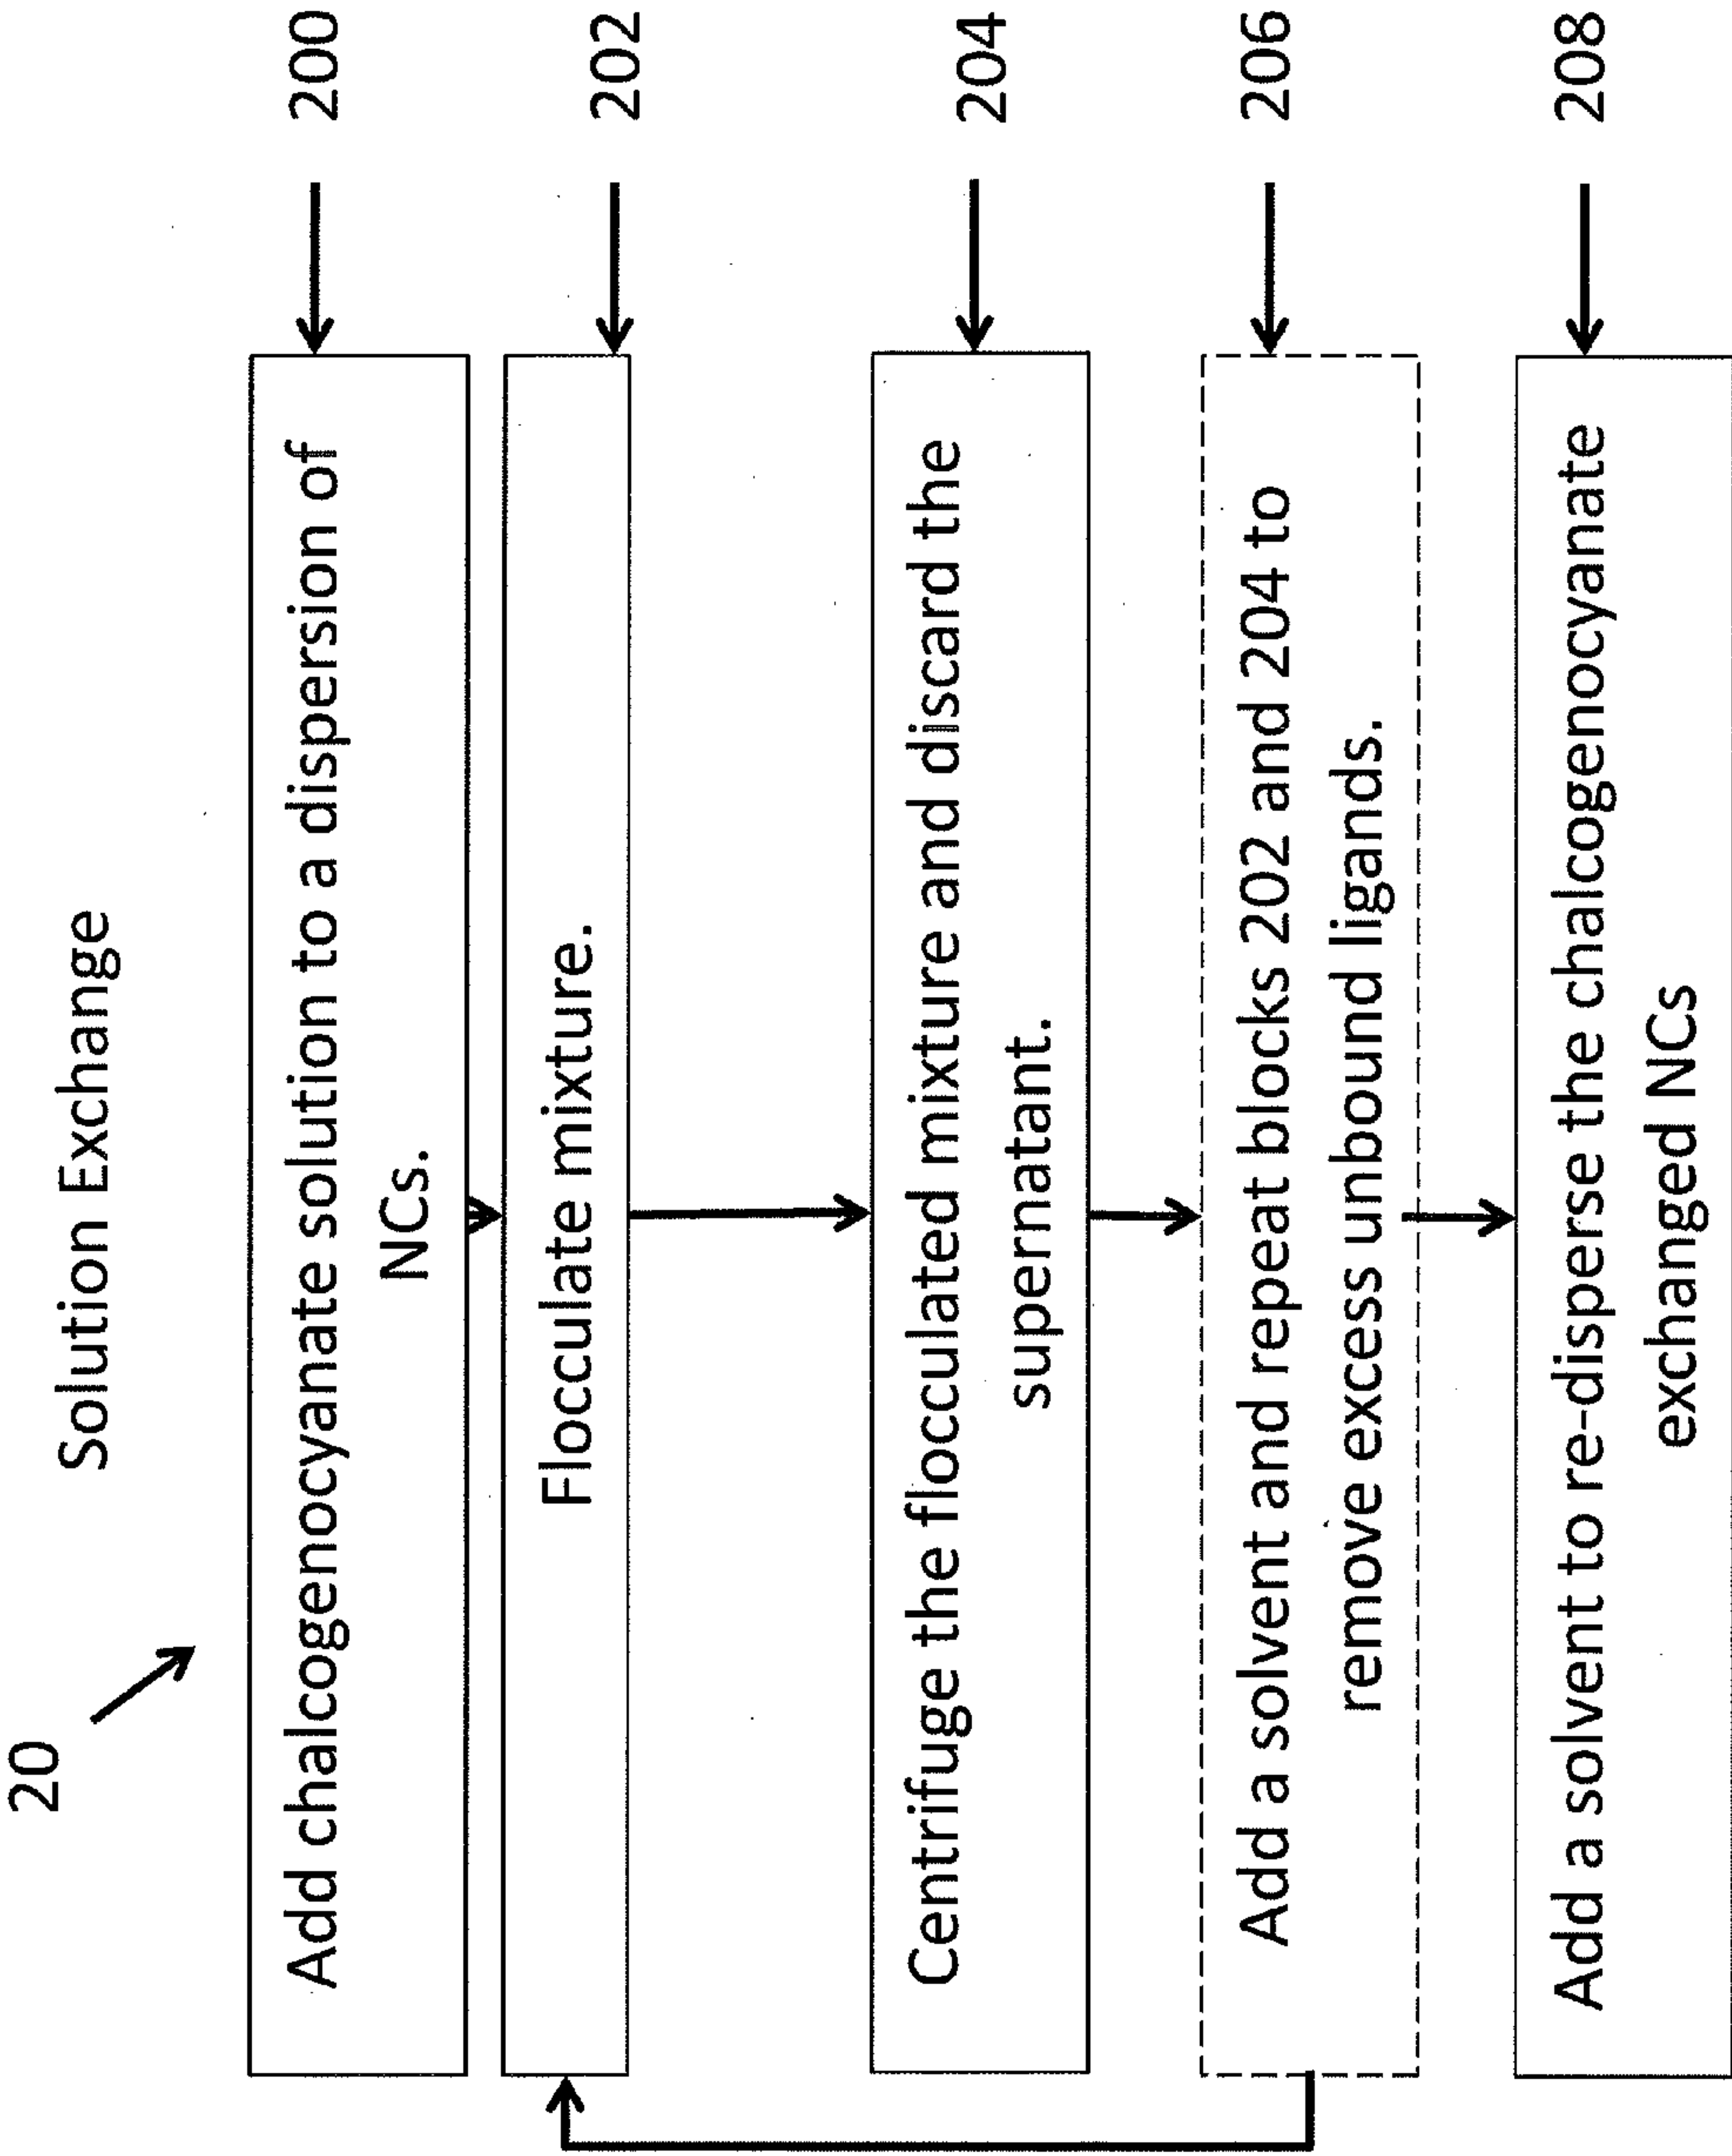 20
Solution Exchange
Add chalcogenocyanate solution to a dispersion of
NCs.
200
Flocculate mixture.
202
Centrifuge the flocculated mixture and discard the
supernatant.
204
Add a solvent and repeat blocks 202 and 204 to
remove excess unbound ligands.
206
Add a solvent to re-disperse the chalcogenocyanate
exchanged NCs
208